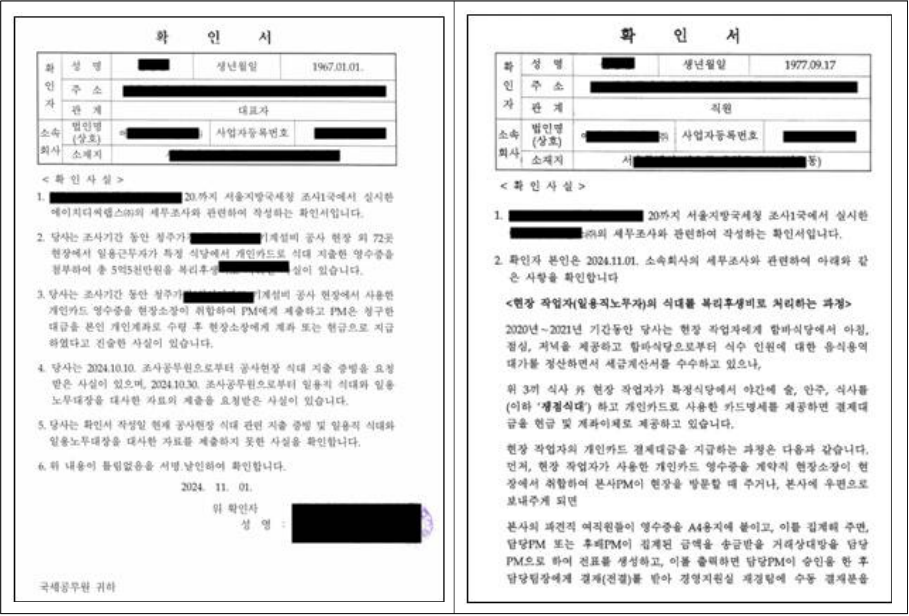 확 인 서
확인자
성 명
생년월일
1967.01.01.
주 소
관 계
대표자
소속회사
법인명(상호)
사업자등록번호
소재지
< 확 인 사 실 >
1. 20.까지 서울지방국세청 조사1국에서 실시한
에이치디씨랩스㈜의 세무조사와 관련하여 작성하는 확인서입니다.
2. 당사는 조사기간 동안 청주가 기계설비 공사 현장 외 72곳
현장에서 일용근무자가 특정 식당에서 개인카드로 식대 지출한 영수증을
첨부하여 총 5억5천만원을 복리후생 실이 있습니다.
3. 당사는 조사기간 동안 청주 기계설비 공사 현장에서 사용한
개인카드 영수증을 현장소장이 취합하여 PM에게 제출하고 PM은 청구한
대금을 본인 개인계좌로 수령 후 현장소장에게 계좌 또는 현금으로 지급
하였다고 진술한 사실이 있습니다.
4. 당사는 2024.10.10. 조사공무원으로부터 공사현장 식대 지출 증빙을 요청
받은 사실이 있으며, 2024.10.30. 조사공무원으로부터 일용직 식대와 일용
노무대장을 대사한 자료의 제출을 요청받은 사실이 있습니다.
5. 당사는 확인서 작성일 현재 공사현장 식대 관련 지출 증빙 및 일용직 식대와
일용노무대장을 대사한 자료를 제출하지 못한 사실을 확인합니다.
6. 위 내용이 틀림없음을 서명·날인하여 확인합니다.
2024. 11. 01.
위 확인자
성 명 :
국세공무원 귀하
확 인 서
확인자
성 명
생년월일
1977.09.17
주 소
관 계
직원
소속회사
법인명(상호)
㈜
사업자등록번호
소재지
서 동)
< 확 인 사 실 >
1. 20까지 서울지방국세청 조사1국에서 실시한
㈜의 세무조사와 관련하여 작성하는 확인서입니다.
2. 확인자 본인은 2024.11.01. 소속회사의 세무조사와 관련하여 아래와 같
은 사항을 확인합니다
<현장 작업자(일용직노무자)의 식대를 복리후생비로 처리하는 과정>
2020년~2021년 기간동안 당사는 현장 작업자에게 함바식당에서 아침,
점심, 저녁을 제공하고 함바식당으로부터 식수 인원에 대한 음식용역
대가를 정산하면서 세금계산서를 수수하고 있으나,
위 3끼 식사 外 현장 작업자가 특정식당에서 야간에 술, 안주, 식사를
(이하 '쟁점식대') 하고 개인카드로 사용한 카드명세를 제공하면 결제대
금을 현금 및 계좌이체로 제공하고 있습니다.
현장 작업자의 개인카드 결제대금을 지급하는 과정은 다음과 같습니다.
먼저, 현장 작업자가 사용한 개인카드 영수증을 계약직 현장소장이 현
장에서 취합하여 본사PM이 현장을 방문할 때 주거나, 본사에 우편으로
보내주게 되면
본사의 파견직 여직원들이 영수증을 A4용지에 붙이고, 이를 집계해 주면,
담당PM 또는 후배PM이 집계된 금액을 송금받을 거래상대방을 담당
PM으로 하여 전표를 생성하고, 이를 출력하면 담당PM이 승인을 한 후
담당팀장에게 결재(전결)를 받아 경영지원실 재경팀에 수동 결재분을